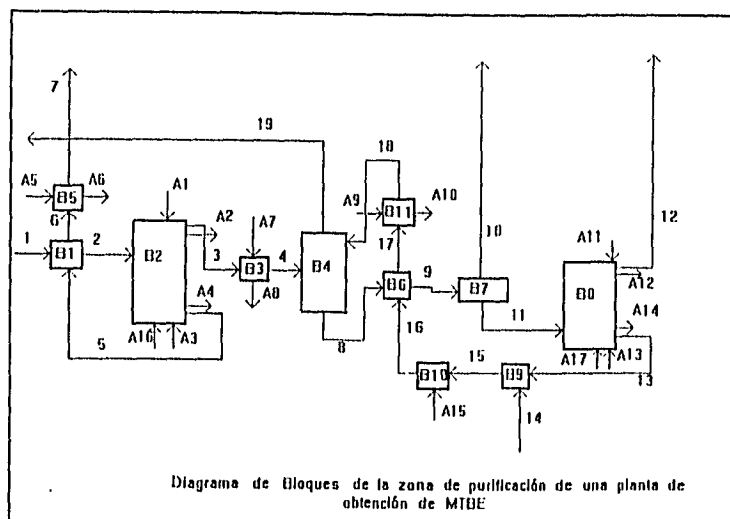 7
19
18
10
12
A5
A6
A1
A9
A10
B5
B11
A2
A7
17
A11
6
1
B1
2
B2
3
B3
4
B4
B6
9
B7
B8
A12
A4
A8
A14
5
A16
A3
8
16
11
A17
A13
13
B10
15
B9
A15
14
Diagrama de Bloques de la zona de purificación de una planta de
obtención de MTBE